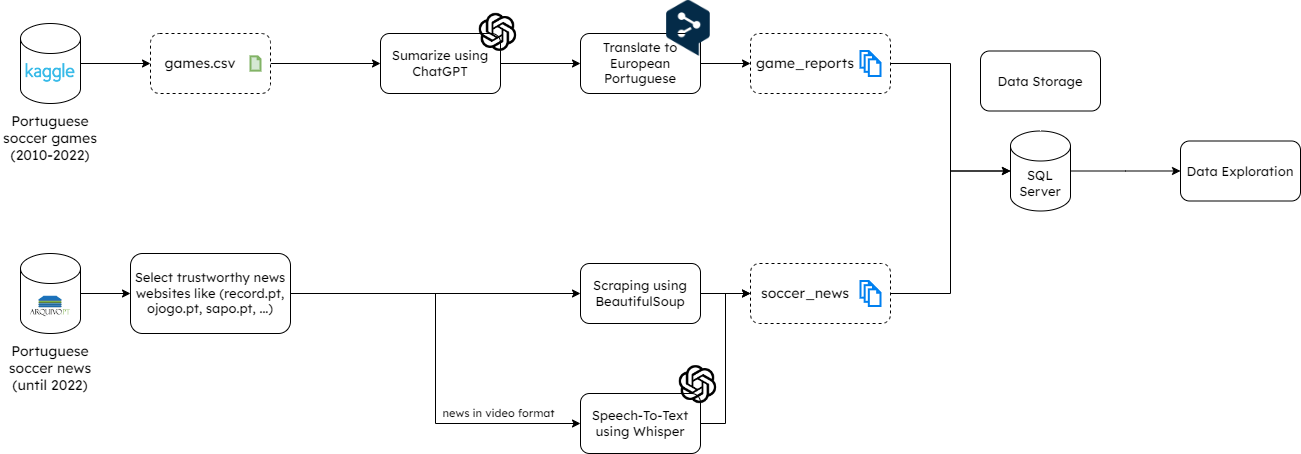 kaggle
Portuguese
soccer games
(2010-2022)
games.csv
Sumarize using
ChatGPT
Translate to
European
Portuguese
game_reports
Data Storage
SQL
Server
Data Exploration
ARQUIVO.PT
Portuguese
soccer news
(until 2022)
Select trustworthy news
websites like (record.pt,
ojogo.pt, sapo.pt, ...)
Scraping using
BeautifulSoup
soccer_news
news in video format
Speech-To-Text
using Whisper